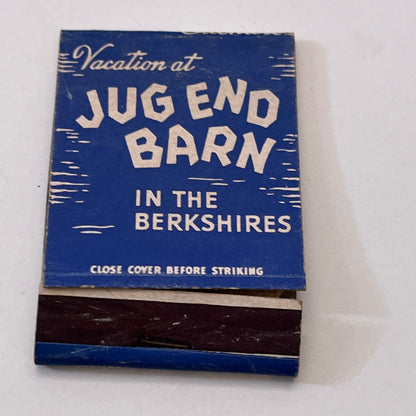 Vacation at
JUG END
BARN
IN THE
BERKSHIRES
CLOSE COVER BEFORE STRIKING